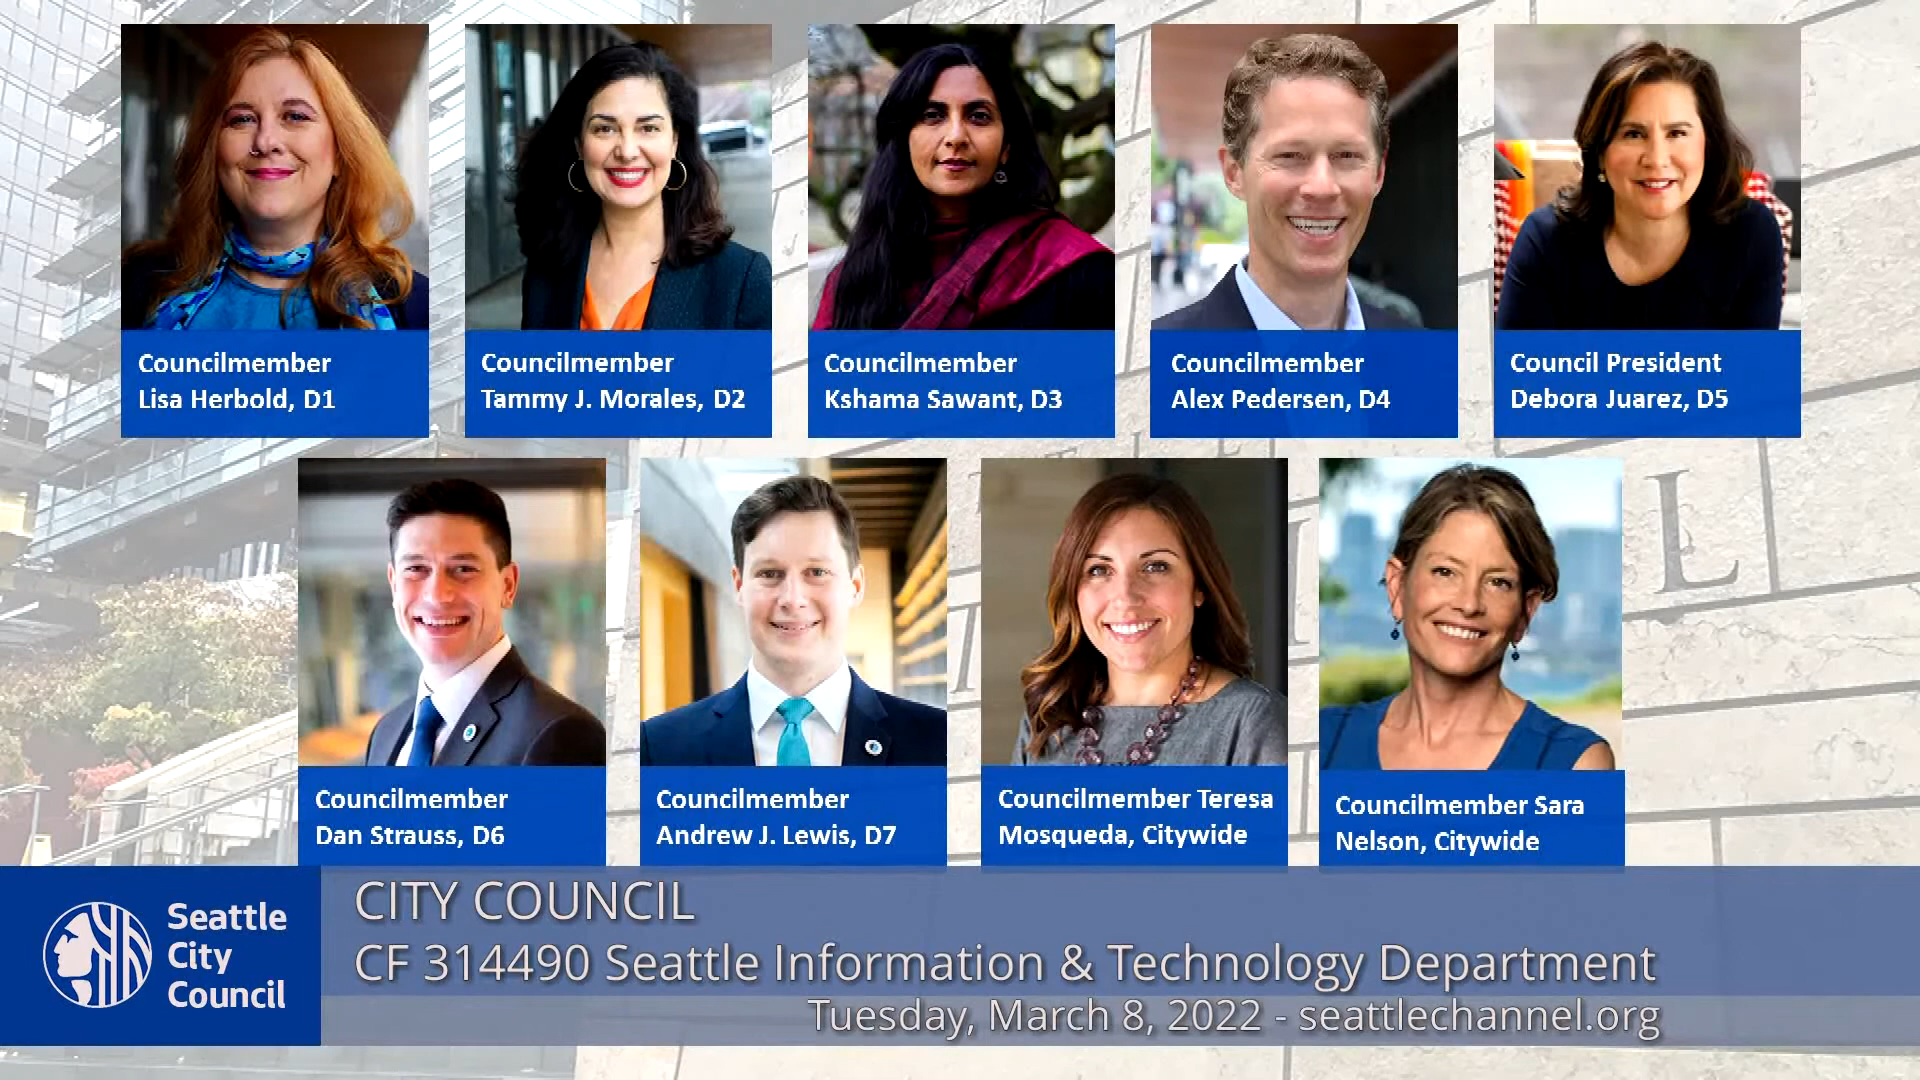 Councilmember
Lisa Herbold, D1
Councilmember
Tammy J. Morales, D2
Councilmember
Kshama Sawant, D3
Councilmember
Alex Pedersen, D4
Council President
Debora Juarez, D5
Councilmember
Dan Strauss, D6
Councilmember
Andrew J. Lewis, D7
Councilmember Teresa
Mosqueda, Citywide
Councilmember Sara
Nelson, Citywide
Seattle
City
Council
CITY COUNCIL
CF 314490 Seattle Information & Technology Department
Tuesday, March 8, 2022 - seattlechannel.org